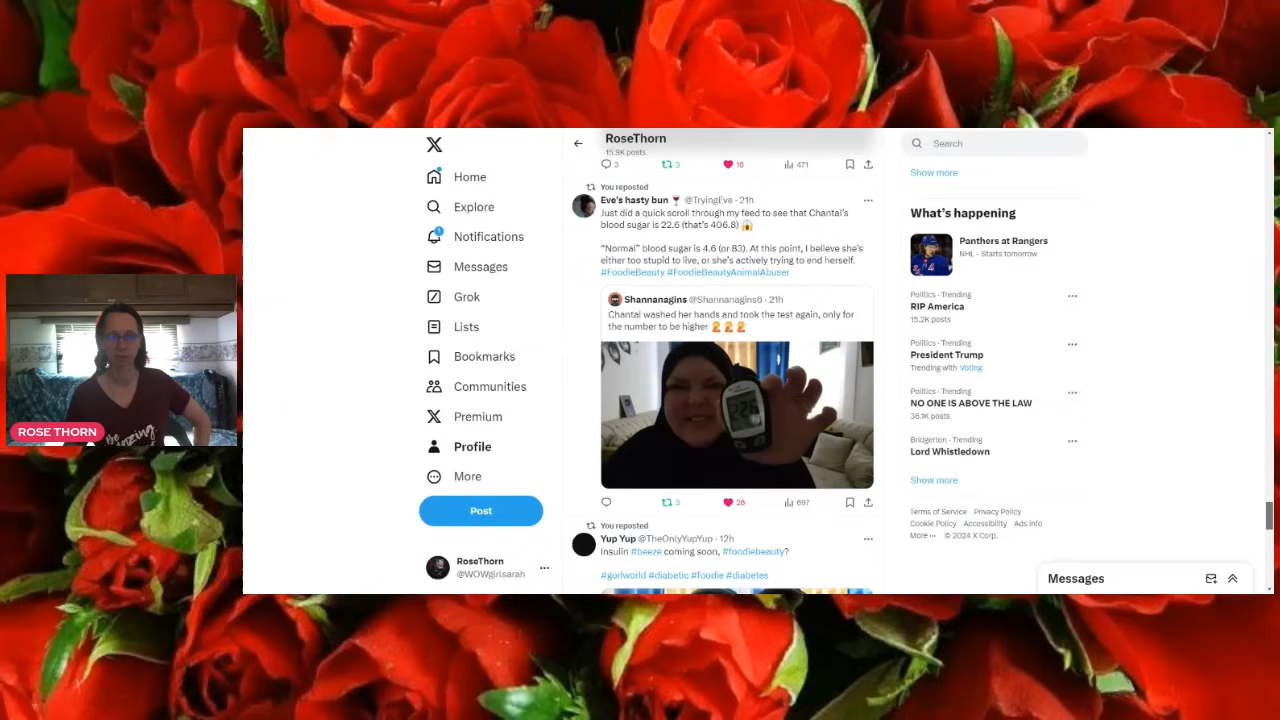 RoseThorn
15.9K posts
3
3
16
471
Search
Show more
Home
Explore
1
Notifications
Messages
Grok
Lists
Bookmarks
Communities
Premium
Profile
More
Post
RoseThorn
@WOWgirlsarah
You reposted
Eve's hasty bun 🍷 @TryingEve · 21h
Just did a quick scroll through my feed to see that Chantal's
blood sugar is 22.6 (that's 406.8) 😱
"Normal" blood sugar is 4.6 (or 83). At this point, I believe she's
either too stupid to live, or she's actively trying to end herself.
#FoodieBeauty #FoodieBeautyAnimalAbuser
Shannanagins @Shannanagins6 · 21h
Chantal washed her hands and took the test again, only for
the number to be higher
226
3
26
697
You reposted
Yup Yup @TheOnlyYupYup · 12h
Insulin #beeze coming soon, #foodiebeauty?
#gorlworld #diabetic #foodie #diabetes
What's happening
Panthers at Rangers
NHL · Starts tomorrow
Politics · Trending
RIP America
15.2K posts
Politics · Trending
President Trump
Trending with Voting
Politics · Trending
NO ONE IS ABOVE THE LAW
36.1K posts
Bridgerton · Trending
Lord Whistledown
Show more
Terms of Service Privacy Policy
Cookie Policy Accessibility Ads info
More ··· © 2024 X Corp.
Messages
ROSE THORN